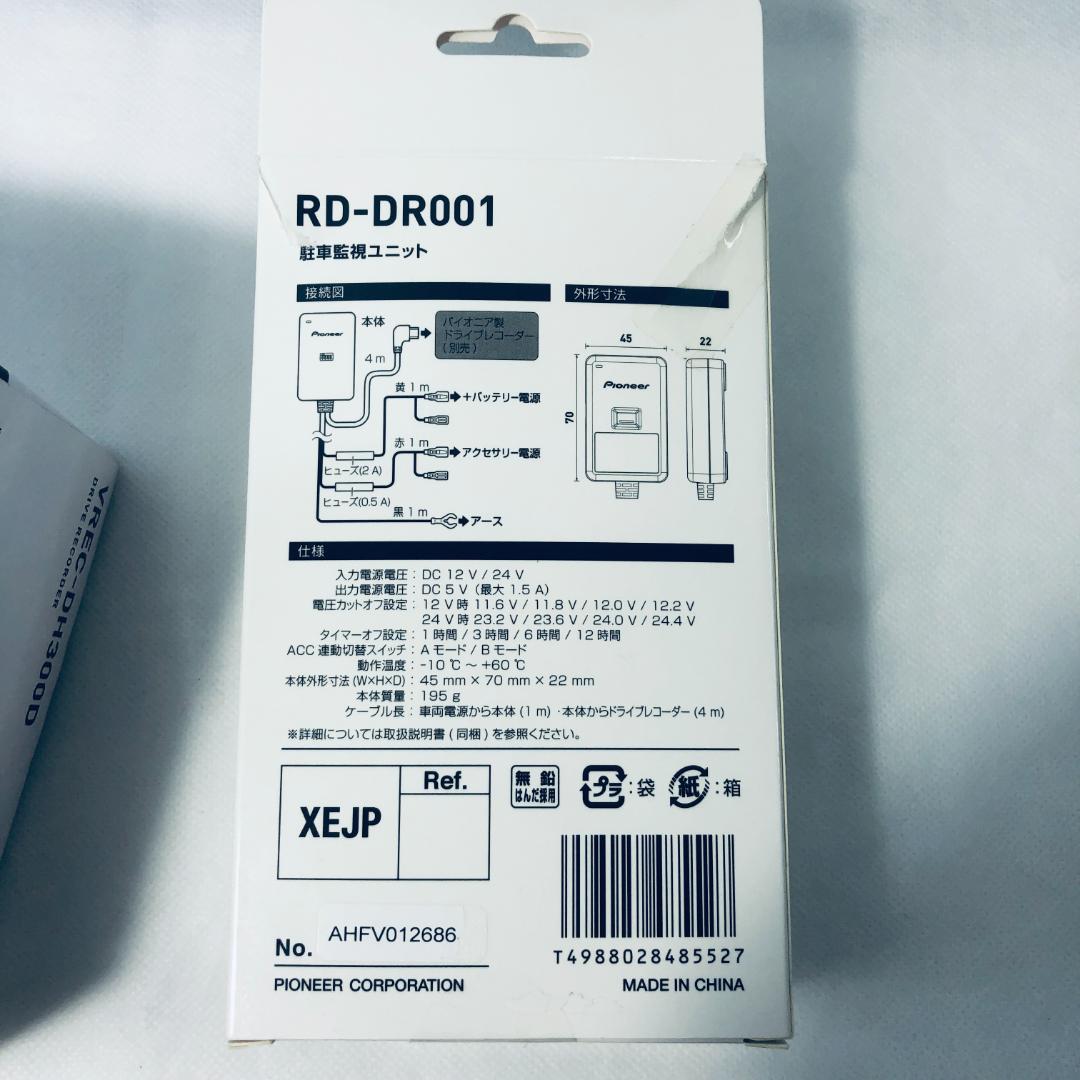 RD-DR001
駐車監視ユニット
接続図
外形寸法
Pioneer
本体
4 m
パイオニア製
ドライブレコーダー
(別売)
黄 1 m
+バッテリー電源
赤 1 m
アクセサリー電源
ヒューズ(2 A)
ヒューズ(0.5 A)
黒 1 m
アース
45
22
70
Pioneer
仕様
入力電源電圧 : DC 12 V / 24 V
出力電源電圧 : DC 5 V (最大 1.5 A)
電圧カットオフ設定 : 12 V 時 11.6 V / 11.8 V / 12.0 V / 12.2 V
24 V 時 23.2 V / 23.6 V / 24.0 V / 24.4 V
タイマーオフ設定 : 1 時間 / 3 時間 / 6 時間 / 12 時間
ACC 連動切替スイッチ : A モード / B モード
動作温度 : -10 ℃ ～ +60 ℃
本体外形寸法 (W×H×D) : 45 mm × 70 mm × 22 mm
本体質量 : 195 g
ケーブル長 : 車両電源から本体 (1 m) ・本体からドライブレコーダー (4 m)
※詳細については取扱説明書 (同梱) を参照ください。
XEJP
Ref.
無鉛
はんだ採用
プラ : 袋
紙 : 箱
No. AHFV012686
T4988028485527
PIONEER CORPORATION
MADE IN CHINA
VREC-DH300D
DRIVE RECORDER